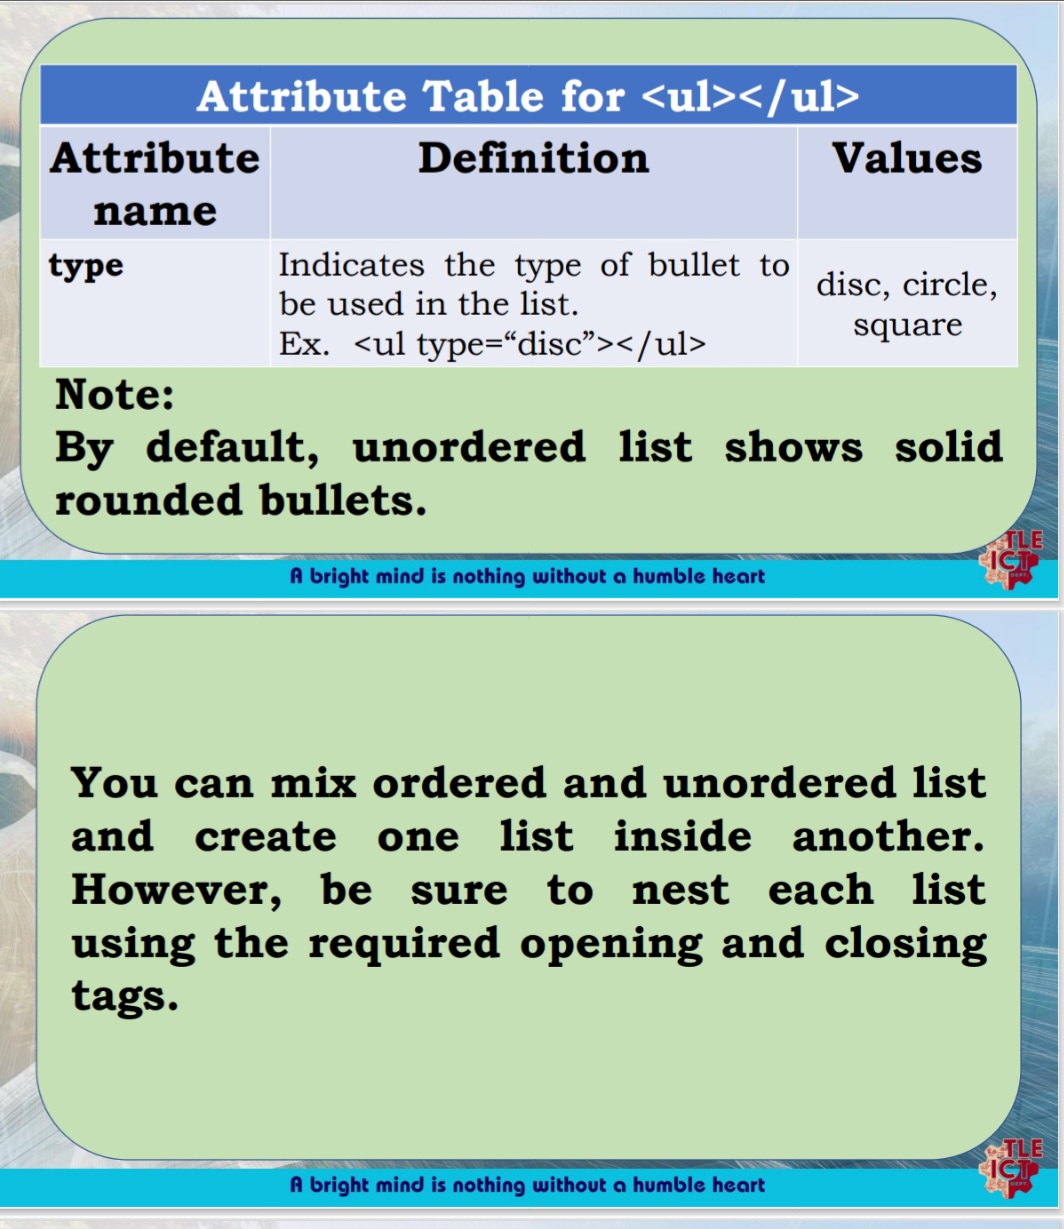 Attribute Table for <ul></ul>
Attribute name
Definition
Values
type
Indicates the type of bullet to
be used in the list.
Ex. <ul type=“disc”></ul>
disc, circle,
square
Note:
By default, unordered list shows solid
rounded bullets.
TLE
ICT
DEPT.
A bright mind is nothing without a humble heart
You can mix ordered and unordered list
and create one list inside another.
However, be sure to nest each list
using the required opening and closing
tags.
TLE
ICT
DEPT.
A bright mind is nothing without a humble heart